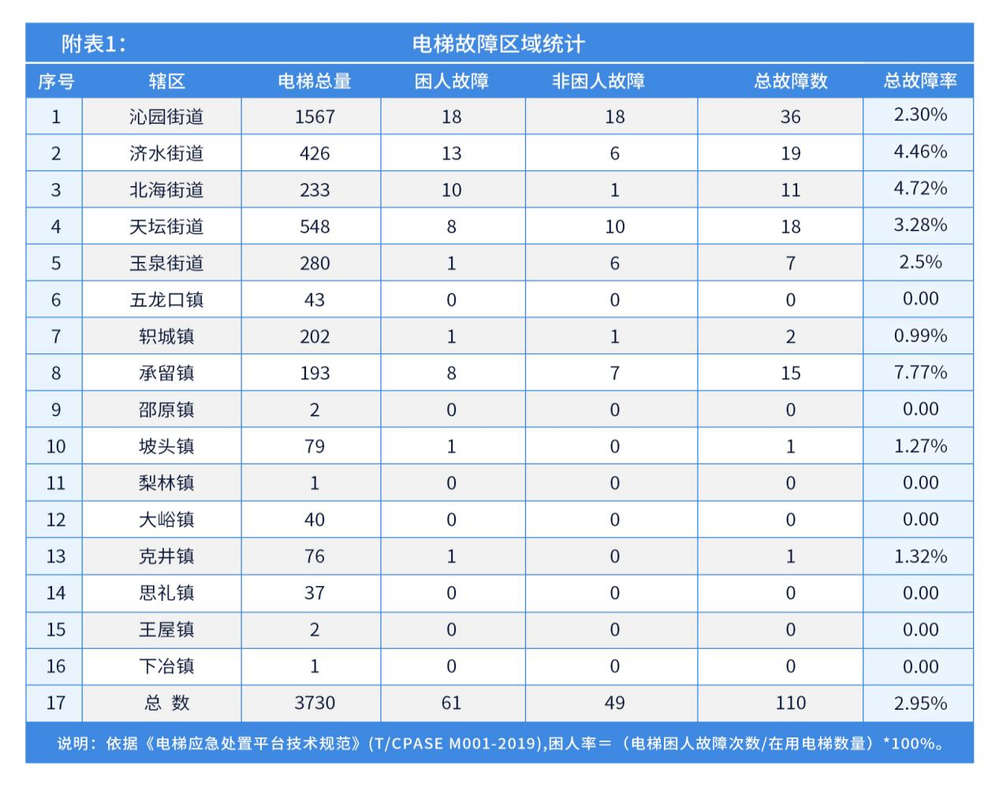 附表1： 电梯故障区域统计
序号 辖区 电梯总量 困人故障 非困人故障 总故障数 总故障率
1 沁园街道 1567 18 18 36 2.30%
2 济水街道 426 13 6 19 4.46%
3 北海街道 233 10 1 11 4.72%
4 天坛街道 548 8 10 18 3.28%
5 玉泉街道 280 1 6 7 2.5%
6 五龙口镇 43 0 0 0 0.00
7 轵城镇 202 1 1 2 0.99%
8 承留镇 193 8 7 15 7.77%
9 邵原镇 2 0 0 0 0.00
10 坡头镇 79 1 0 1 1.27%
11 梨林镇 1 0 0 0 0.00
12 大峪镇 40 0 0 0 0.00
13 克井镇 76 1 0 1 1.32%
14 思礼镇 37 0 0 0 0.00
15 王屋镇 2 0 0 0 0.00
16 下冶镇 1 0 0 0 0.00
17 总 数 3730 61 49 110 2.95%
说明：依据《电梯应急处置平台技术规范》(T/CPASE M001-2019),困人率＝（电梯困人故障次数/在用电梯数量）*100%。